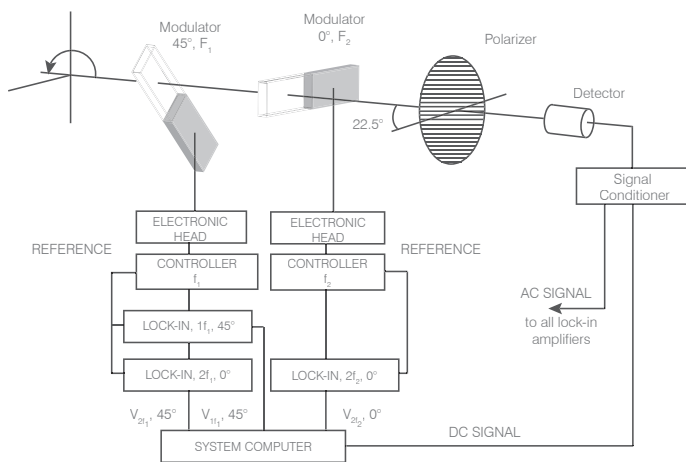 Modulator
45°, F₁
Modulator
0°, F₂
Polarizer
Detector
22.5°
Signal
Conditioner
ELECTRONIC
HEAD
ELECTRONIC
HEAD
REFERENCE
REFERENCE
CONTROLLER
f₁
CONTROLLER
f₂
AC SIGNAL
to all lock-in
amplifiers
LOCK-IN, 1f₁, 45°
LOCK-IN, 2f₁, 0°
LOCK-IN, 2f₂, 0°
V₂f₁, 45°
V₁f₁, 45°
V₂f₂, 0°
DC SIGNAL
SYSTEM COMPUTER